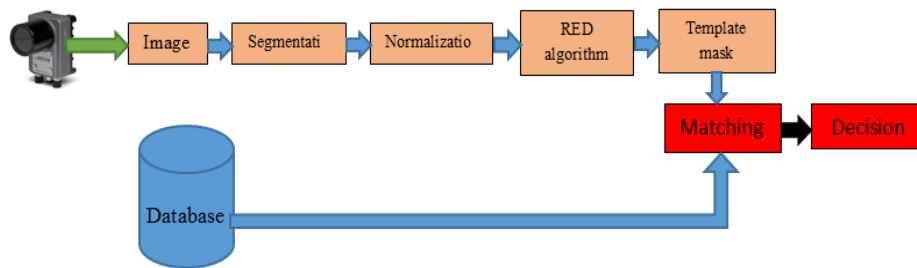 Image
Segmentati
Normalizatio
RED
algorithm
Template
mask
Matching
Decision
Database